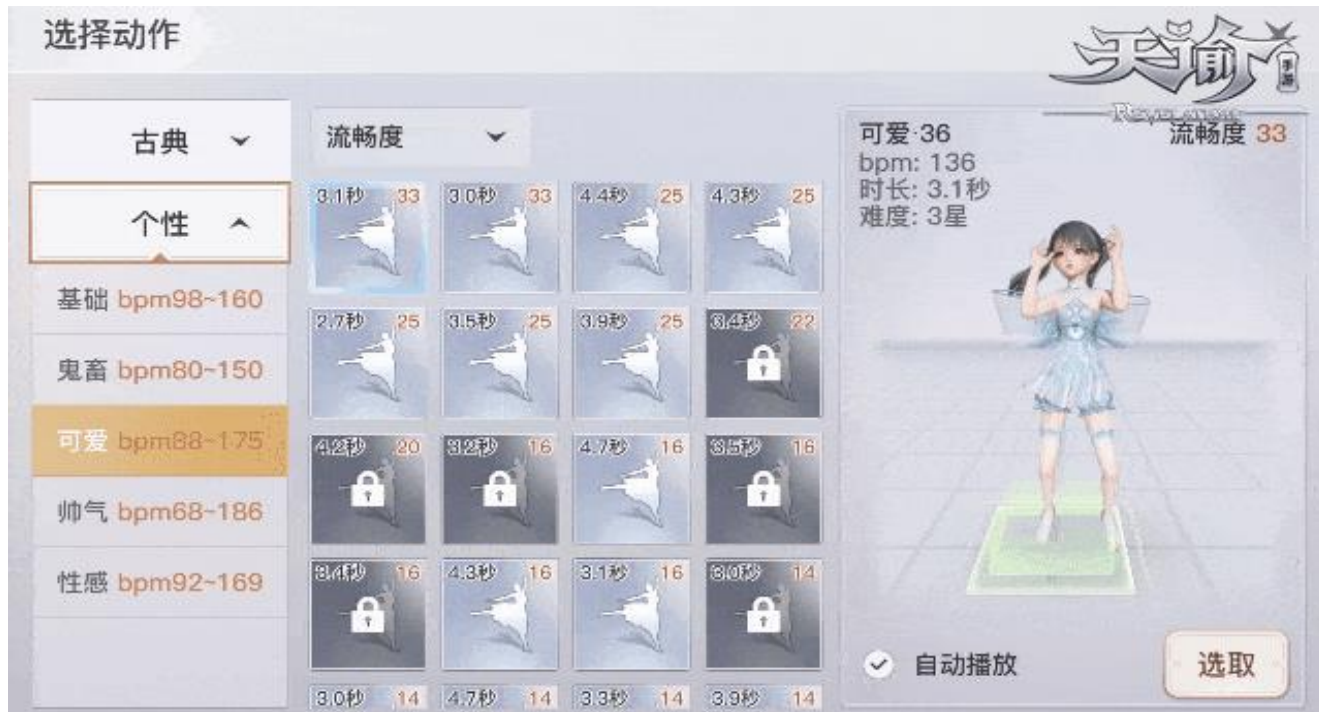 选择动作
天谕
手游
REVELATION
古典
个性
基础 bpm98~160
鬼畜 bpm80~150
可爱 bpm88~175
帅气 bpm68~186
性感 bpm92~169
流畅度
3.1秒 33 3.0秒 33 4.4秒 25 4.3秒 25
2.7秒 25 3.5秒 25 3.9秒 25 3.4秒 22
4.2秒 20 3.2秒 16 4.7秒 16 3.5秒 16
3.4秒 16 4.3秒 16 3.1秒 16 3.0秒 14
3.0秒 14 4.7秒 14 3.3秒 14 3.9秒 14
可爱·36 流畅度 33
bpm: 136
时长: 3.1秒
难度: 3星
自动播放
选取